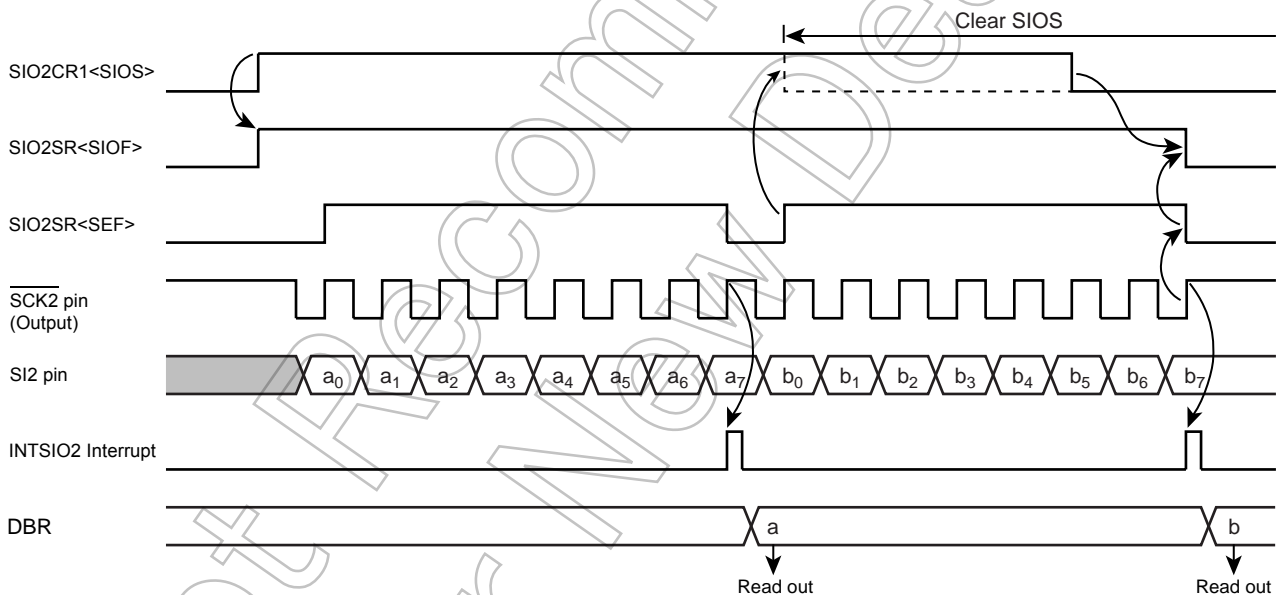 Clear SIOS
SIO2CR1<SIOS>
SIO2SR<SIOF>
SIO2SR<SEF>
SCK2 pin
(Output)
SI2 pin
a0 a1 a2 a3 a4 a5 a6 a7 b0 b1 b2 b3 b4 b5 b6 b7
INTSIO2 Interrupt
DBR
a b
Read out Read out